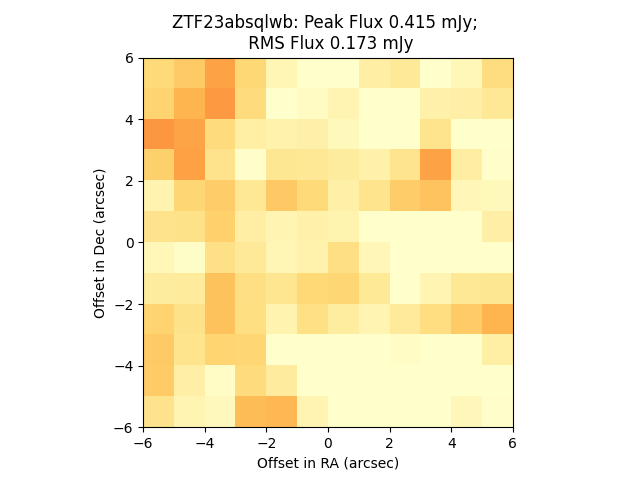 ZTF23absqlwb: Peak Flux 0.415 mJy;
RMS Flux 0.173 mJy
6
4
2
0
−2
−4
−6
Offset in Dec (arcsec)
−6 −4 −2 0 2 4 6
Offset in RA (arcsec)